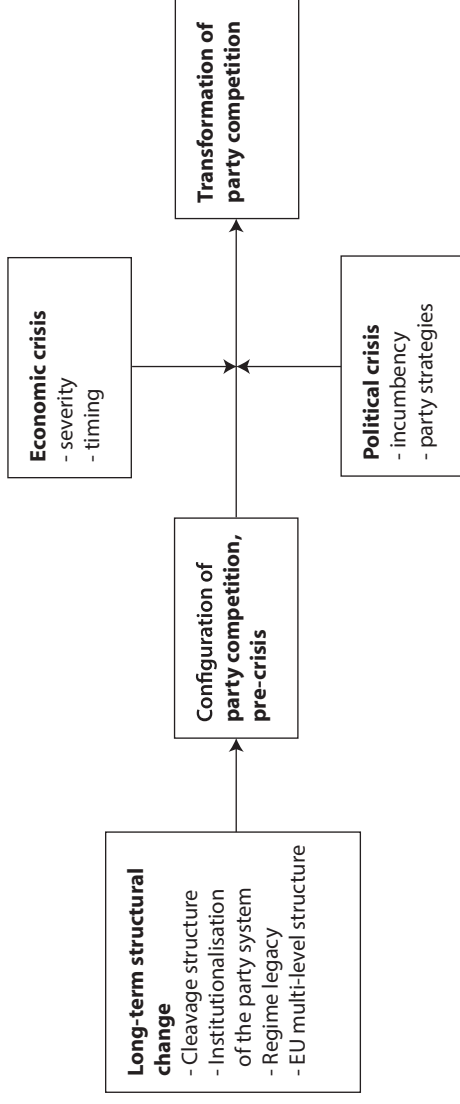 Long-term structural
change
- Cleavage structure
- Institutionalisation
of the party system
- Regime legacy
- EU multi-level structure
Configuration of
party competition,
pre-crisis
Economic crisis
- severity
- timing
Political crisis
- incumbency
- party strategies
Transformation of
party competition